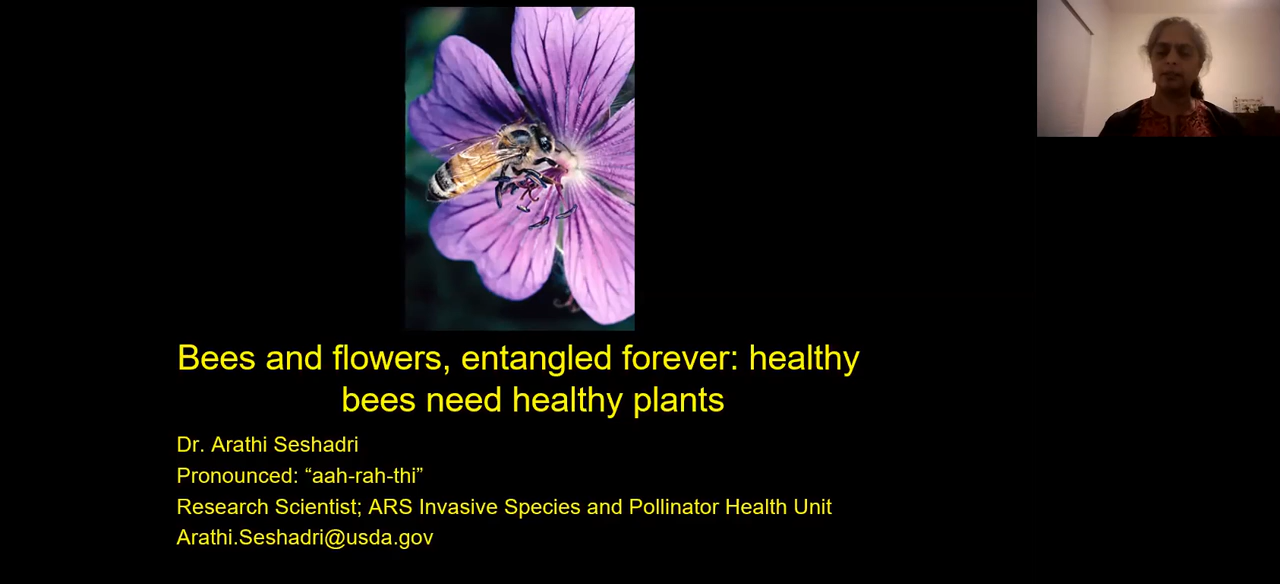 Bees and flowers, entangled forever: healthy
bees need healthy plants
Dr. Arathi Seshadri
Pronounced: “aah-rah-thi”
Research Scientist; ARS Invasive Species and Pollinator Health Unit
Arathi.Seshadri@usda.gov